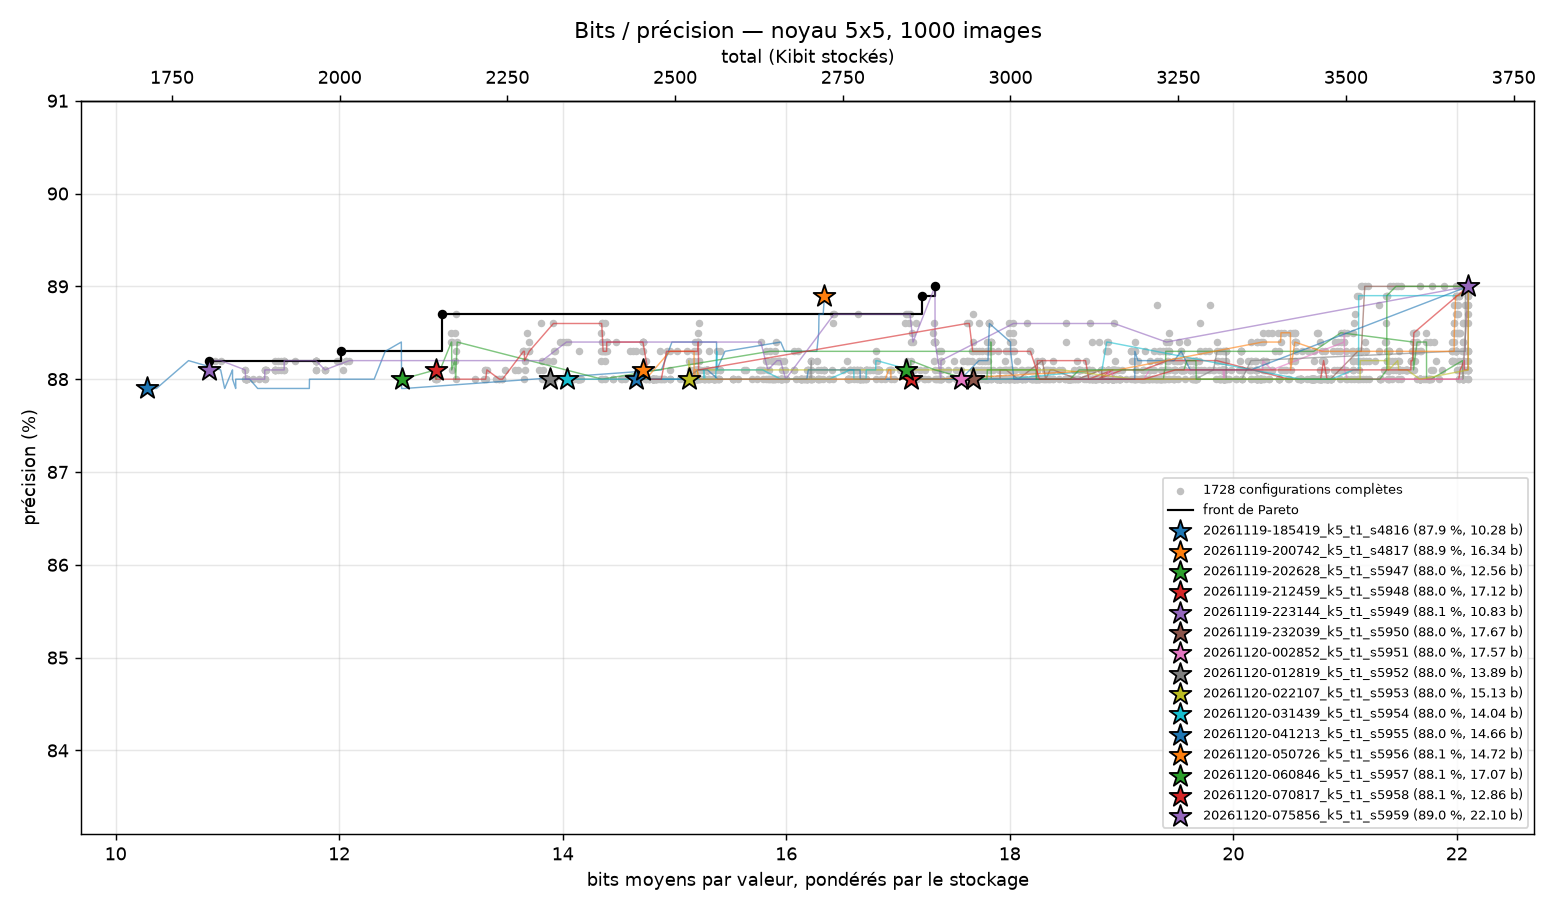 Bits / précision — noyau 5x5, 1000 images
total (Kibit stockés)
1750 2000 2250 2500 2750 3000 3250 3500 3750
91
90
89
88
87
86
85
84
précision (%)
1728 configurations complètes
front de Pareto
20261119-185419_k5_t1_s4816 (87.9 %, 10.28 b)
20261119-200742_k5_t1_s4817 (88.9 %, 16.34 b)
20261119-202628_k5_t1_s5947 (88.0 %, 12.56 b)
20261119-212459_k5_t1_s5948 (88.0 %, 17.12 b)
20261119-223144_k5_t1_s5949 (88.1 %, 10.83 b)
20261119-232039_k5_t1_s5950 (88.0 %, 17.67 b)
20261120-002852_k5_t1_s5951 (88.0 %, 17.57 b)
20261120-012819_k5_t1_s5952 (88.0 %, 13.89 b)
20261120-022107_k5_t1_s5953 (88.0 %, 15.13 b)
20261120-031439_k5_t1_s5954 (88.0 %, 14.04 b)
20261120-041213_k5_t1_s5955 (88.0 %, 14.66 b)
20261120-050726_k5_t1_s5956 (88.1 %, 14.72 b)
20261120-060846_k5_t1_s5957 (88.1 %, 17.07 b)
20261120-070817_k5_t1_s5958 (88.1 %, 12.86 b)
20261120-075856_k5_t1_s5959 (89.0 %, 22.10 b)
10 12 14 16 18 20 22
bits moyens par valeur, pondérés par le stockage